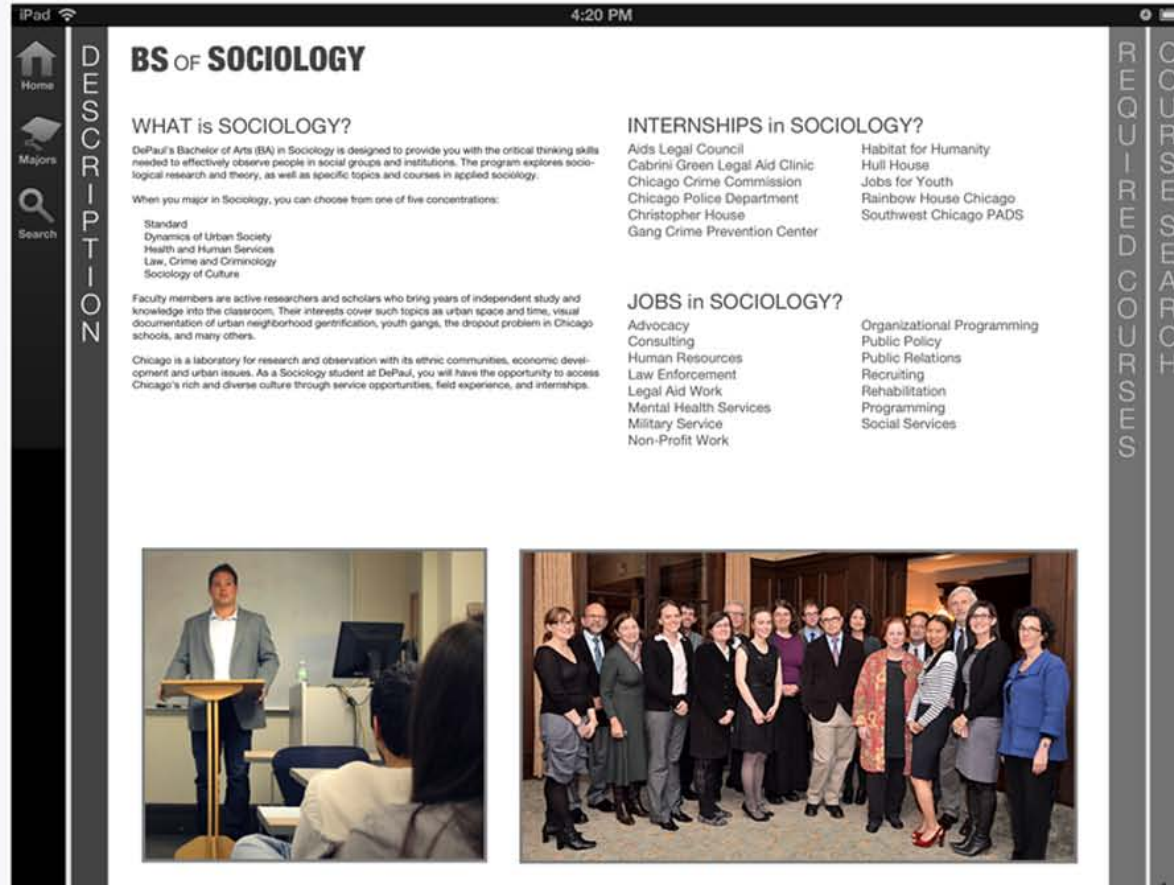 iPad
4:20 PM
Home
Majors
Search
DESCRIPTION
BS OF SOCIOLOGY
WHAT is SOCIOLOGY?
DePaul's Bachelor of Arts (BA) in Sociology is designed to provide you with the critical thinking skills
needed to effectively observe people in social groups and institutions. The program explores socio-
logical research and theory, as well as specific topics and courses in applied sociology.
When you major in Sociology, you can choose from one of five concentrations:
Standard
Dynamics of Urban Society
Health and Human Services
Law, Crime and Criminology
Sociology of Culture
Faculty members are active researchers and scholars who bring years of independent study and
knowledge into the classroom. Their interests cover such topics as urban space and time, visual
documentation of urban neighborhood gentrification, youth gangs, the dropout problem in Chicago
schools, and many others.
Chicago is a laboratory for research and observation with its ethnic communities, economic devel-
opment and urban issues. As a Sociology student at DePaul, you will have the opportunity to access
Chicago's rich and diverse culture through service opportunities, field experience, and internships.
INTERNSHIPS in SOCIOLOGY?
Aids Legal Council
Cabrini Green Legal Aid Clinic
Chicago Crime Commission
Chicago Police Department
Christopher House
Gang Crime Prevention Center
Habitat for Humanity
Hull House
Jobs for Youth
Rainbow House Chicago
Southwest Chicago PADS
JOBS in SOCIOLOGY?
Advocacy
Consulting
Human Resources
Law Enforcement
Legal Aid Work
Mental Health Services
Military Service
Non-Profit Work
Organizational Programming
Public Policy
Public Relations
Recruiting
Rehabilitation
Programming
Social Services
REQUIRED COURSES
COURSE SEARCH